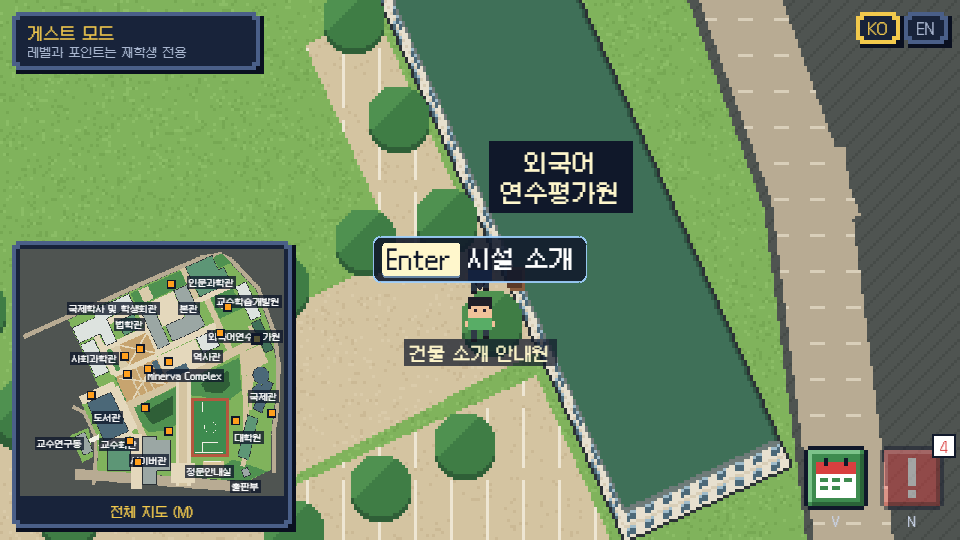 게스트 모드
레벨과 포인트는 재학생 전용
KO
EN
외국어
연수평가원
Enter 시설 소개
건물 소개 안내원
인문과학관
교수학습개발원
국제학사 및 학생회관
본관
법학관
사회과학관
역사관
Minerva Complex
국제관
도서관
대학원
교수연구동
정문안내실
출판부
전체 지도 (M)
4
V
N